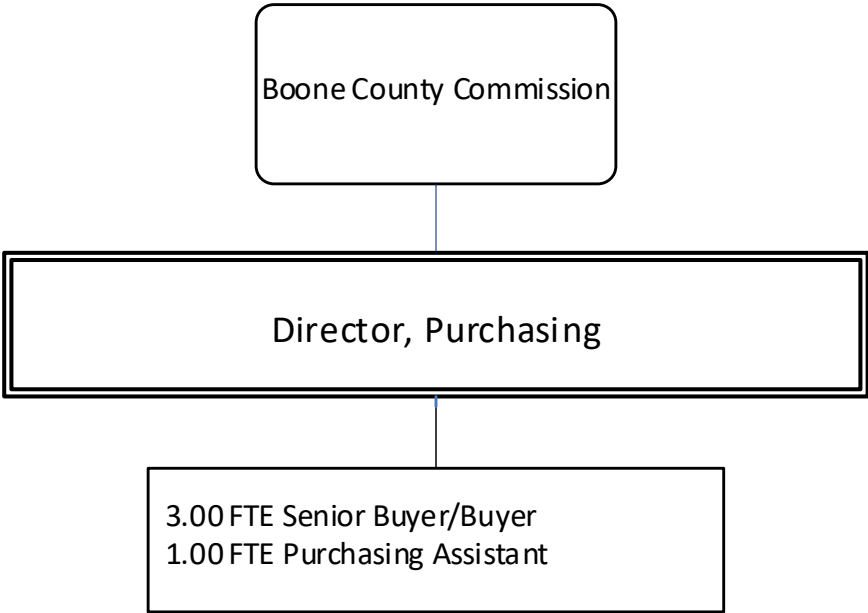 Boone County Commission
Director, Purchasing
3.00 FTE Senior Buyer/Buyer
1.00 FTE Purchasing Assistant